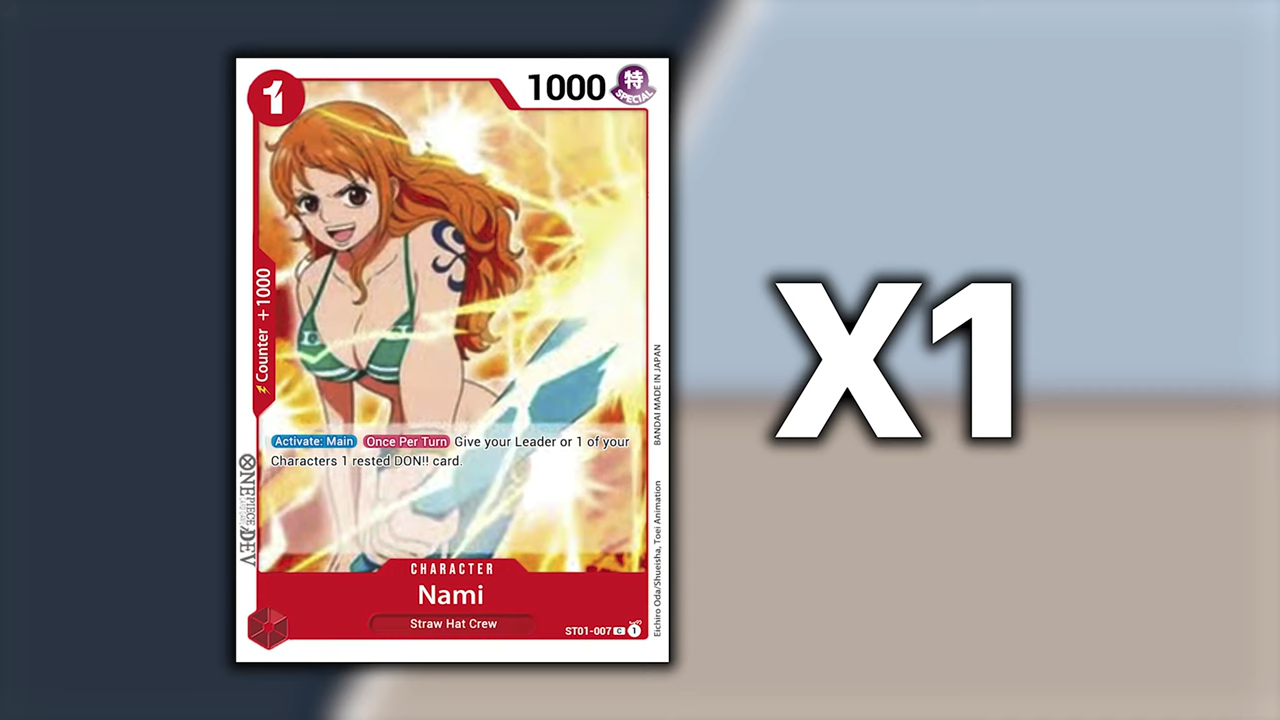 1
1000
特
SPECIAL
Counter +1000
Activate: Main Once Per Turn Give your Leader or 1 of your
Characters 1 rested DON!! card.
BANDAI MADE IN JAPAN
Eichiro Oda/Shueisha, Toei Animation
ONE PIECE
DEV
CHARACTER
Nami
Straw Hat Crew
ST01-007 C 1
X1